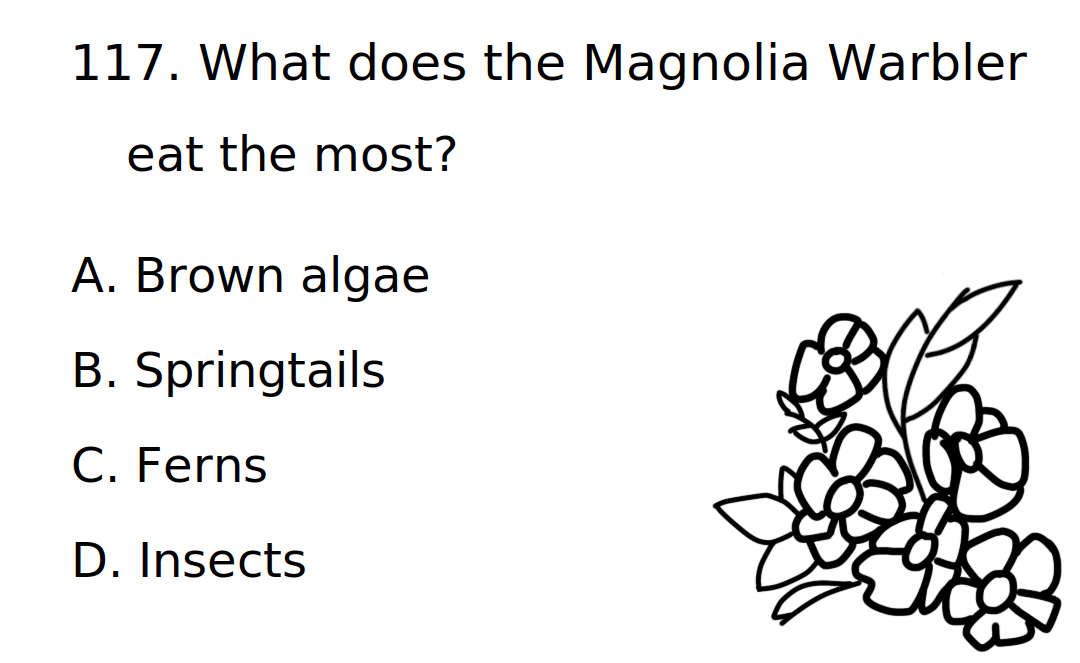 117. What does the Magnolia Warbler
eat the most?
A. Brown algae
B. Springtails
C. Ferns
D. Insects